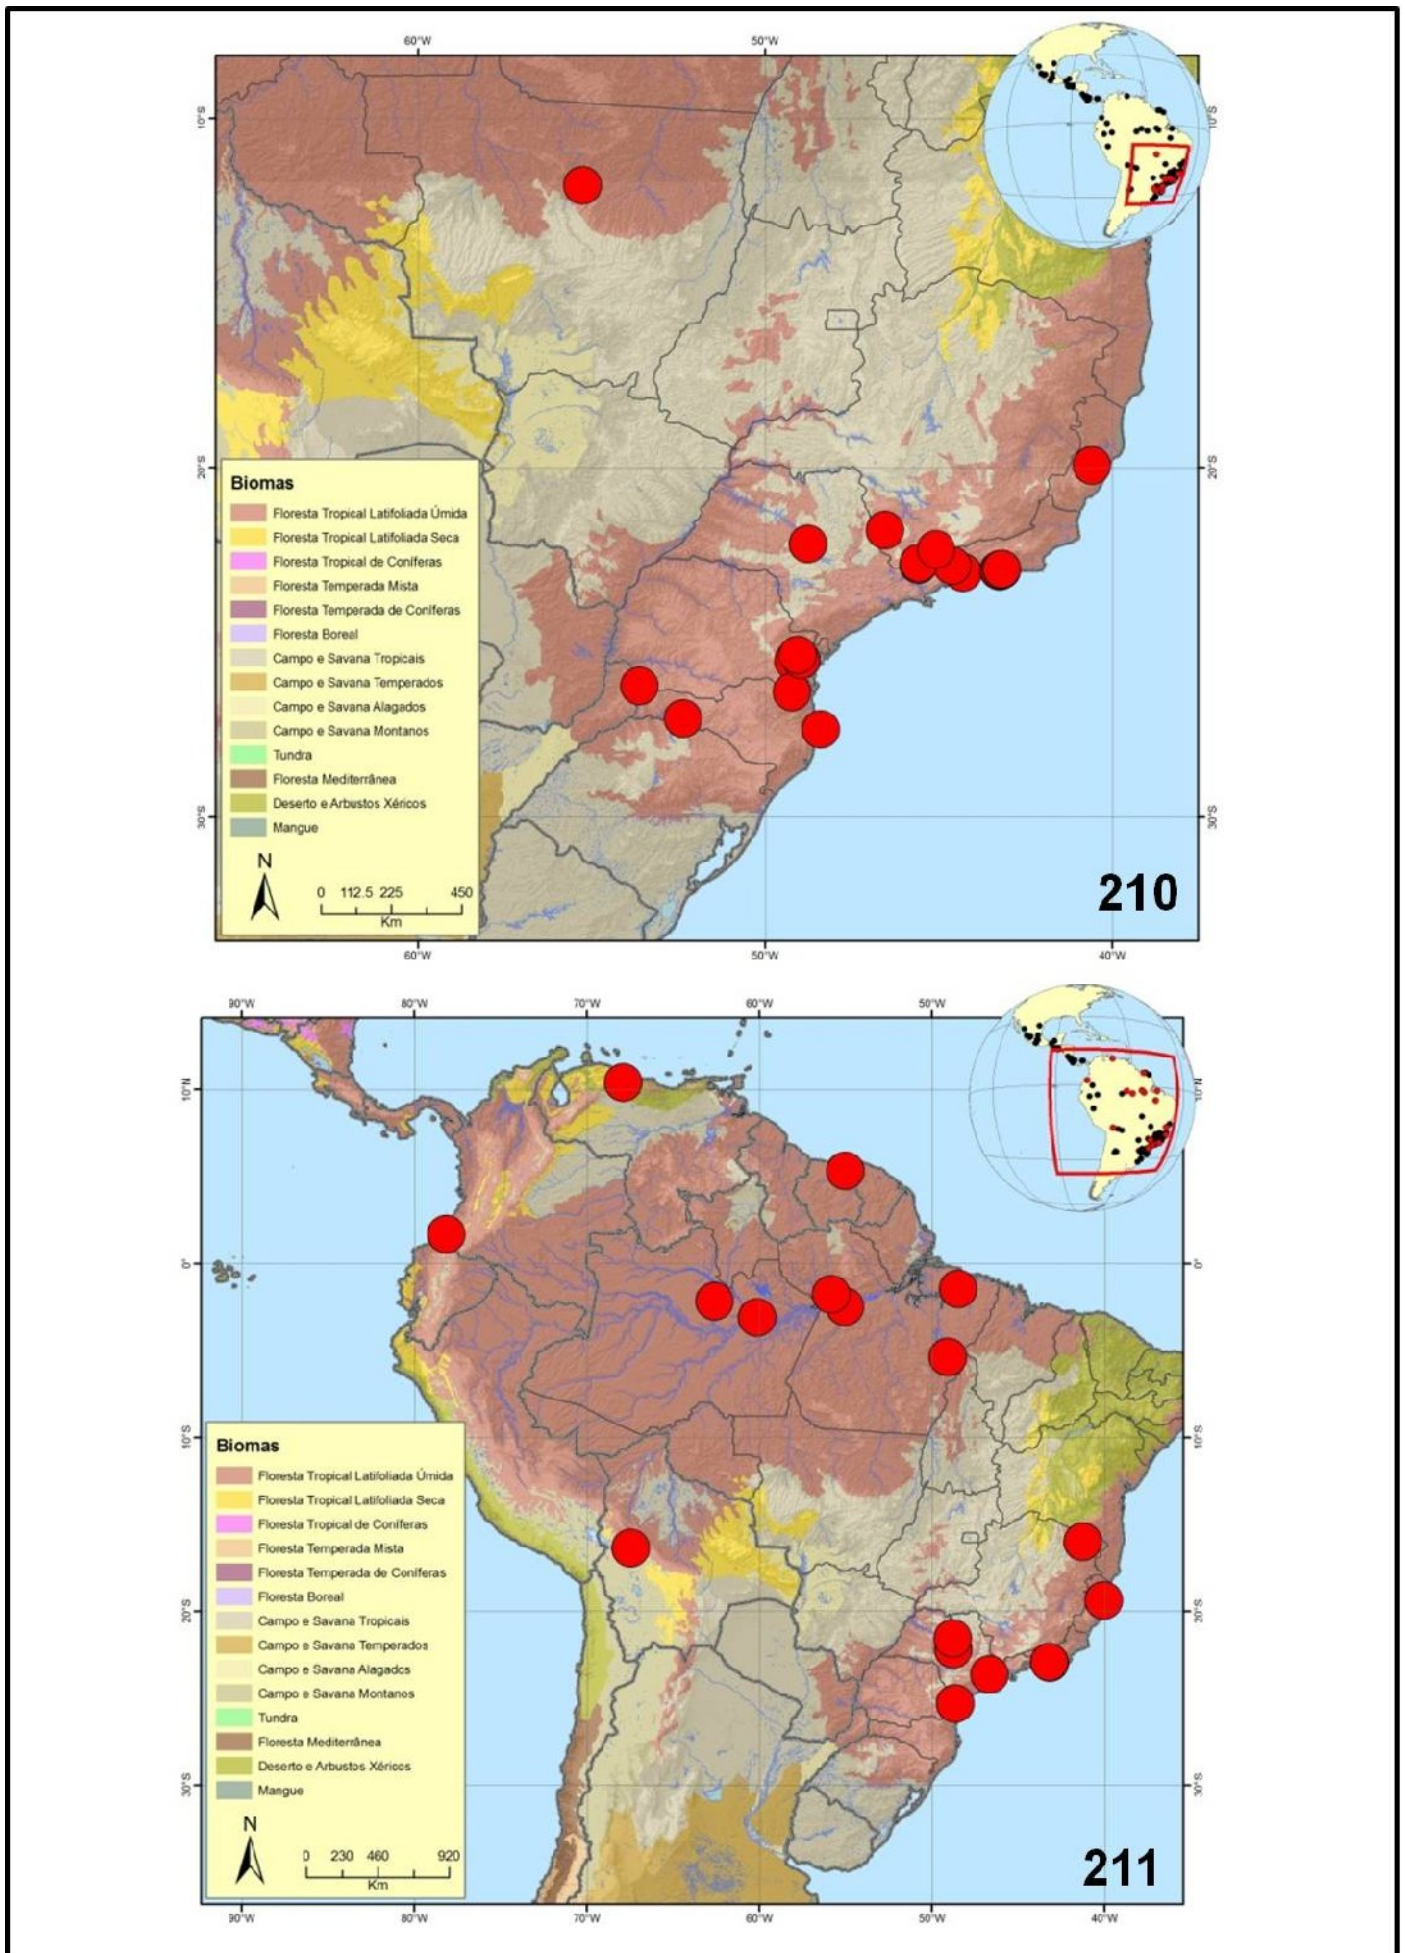 60°W 50°W
10°S 10°S
20°S 20°S
Biomas
Floresta Tropical Latifoliada Úmida
Floresta Tropical Latifoliada Seca
Floresta Tropical de Coníferas
Floresta Temperada Mista
Floresta Temperada de Coníferas
Floresta Boreal
Campo e Savana Tropicais
Campo e Savana Temperados
Campo e Savana Alagados
Campo e Savana Montanos
Tundra
Floresta Mediterrânea
Deserto e Arbustos Xéricos
Mangue
30°S 30°S
N
0 112.5 225 450
Km
210
60°W 50°W 40°W
90°W 80°W 70°W 60°W 50°W
10°N 10°N
0° 0°
10°S 10°S
Biomas
Floresta Tropical Latifoliada Úmida
Floresta Tropical Latifoliada Seca
Floresta Tropical de Coníferas
Floresta Temperada Mista
Floresta Temperada de Coníferas
Floresta Boreal
Campo e Savana Tropicais
Campo e Savana Temperados
Campo e Savana Alagados
Campo e Savana Montanos
Tundra
Floresta Mediterrânea
Deserto e Arbustos Xéricos
Mangue
20°S 20°S
30°S 30°S
N
0 230 460 920
Km
211
90°W 80°W 70°W 60°W 50°W 40°W